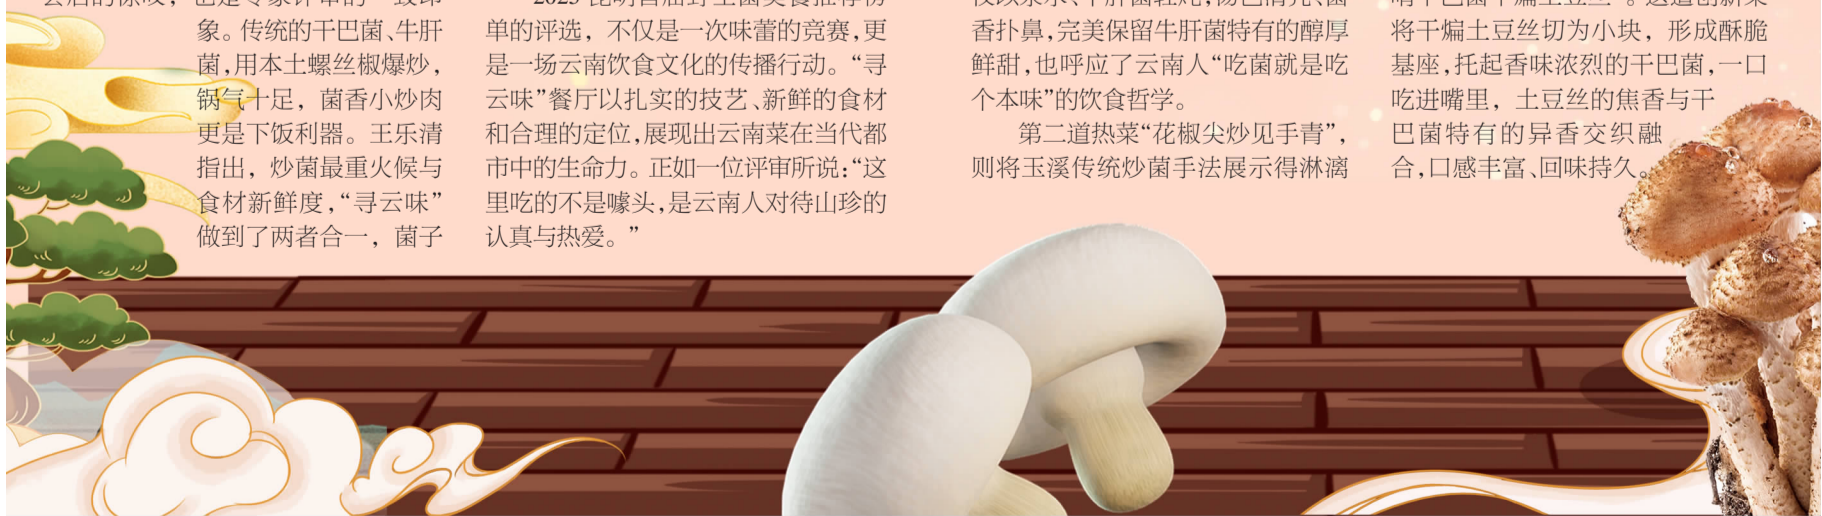 象。传统的干巴菌、牛肝
菌，用本土螺丝椒爆炒，
锅气十足，菌香小炒肉
更是下饭利器。王乐清
指出，炒菌最重火候与
食材新鲜度，“寻云味”
做到了两者合一，菌子
单的评选，不仅是一次味蕾的竞赛，更
是一场云南饮食文化的传播行动。“寻
云味”餐厅以扎实的技艺、新鲜的食材
和合理的定位，展现出云南菜在当代都
市中的生命力。正如一位评审所说：“这
里吃的不是噱头，是云南人对待山珍的
认真与热爱。”
香扑鼻，完美保留牛肝菌特有的醇厚
鲜甜，也呼应了云南人“吃菌就是吃
个本味”的饮食哲学。
第二道热菜“花椒尖炒见手青”，
则将玉溪传统炒菌手法展示得淋漓
将干煸土豆丝切为小块，形成酥脆
基座，托起香味浓烈的干巴菌，一口
吃进嘴里，土豆丝的焦香与干
巴菌特有的异香交织融
合，口感丰富、回味持久。